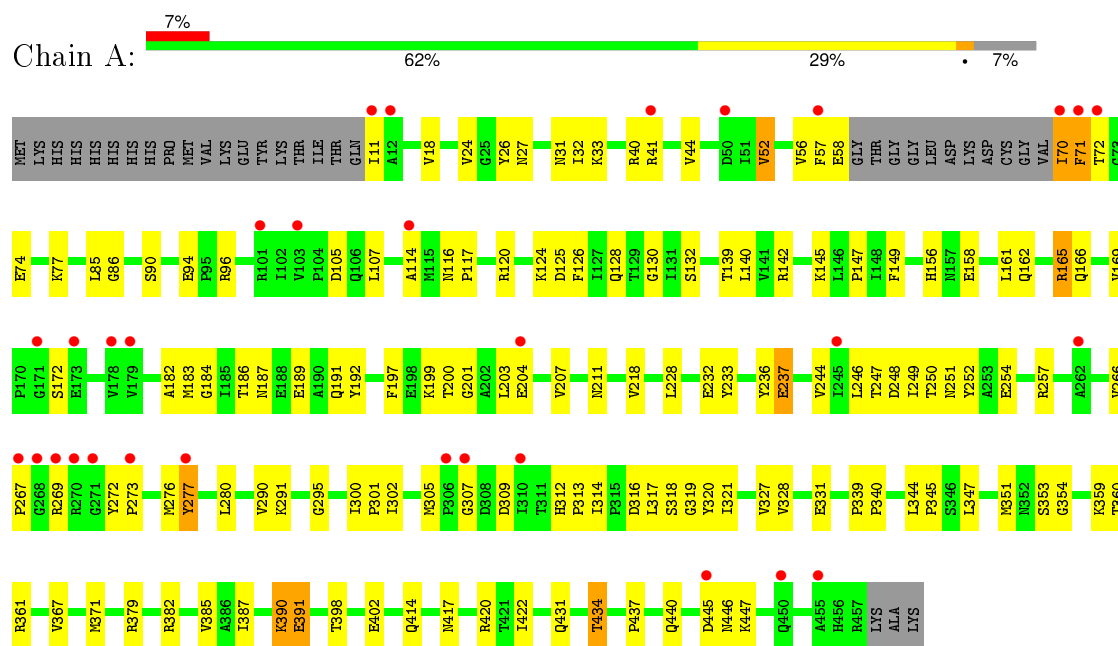 7%
Chain A:
62% 29% • 7%
MET LYS HIS HIS HIS HIS HIS HIS PRO MET VAL LYS GLU TYR LYS THR ILE THR GLN I11 A12 V18 V24 G25 Y26 N27 N31 I32 K33 R40 R41 V44 D50 I51 V52 V56 F57 E58 GLY THR GLY GLY LEU ASP LYS ASP CYS GLY VAL I70 F71 T72 G73
E74 K77 L85 G86 S90 E94 P95 R96 R101 I102 V103 P104 D105 Q106 L107 A114 M115 N116 P117 R120 K124 D125 F126 I127 Q128 T129 G130 I131 S132 T139 L140 V141 R142 K145 L146 P147 I148 F149 H156 N157 E158 L161 Q162 R165 Q166 V169
P170 G171 S172 E173 V178 V179 A182 M183 G184 I185 T186 N187 E188 E189 A190 Q191 Y192 F197 E198 K199 T200 G201 A202 L203 E204 V207 N211 V218 L228 E232 Y233 Y236 E237 V244 I245 L246 T247 D248 I249 T250 N251 Y252 A253 E254 R257 A262 V266
P267 G268 R269 R270 G271 Y272 P273 M276 Y277 L280 V290 K291 G295 I300 P301 I302 M305 P306 G307 D308 D309 I310 T311 H312 P313 I314 P315 D316 L317 S318 G319 Y320 I321 V327 V328 E331 P339 P340 L344 P345 S346 L347 M351 N352 S353 G354 K359 T360
R361 V367 M371 R379 R382 V385 A386 I387 K390 E391 T398 E402 Q414 N417 R420 T421 I422 Q431 T434 P437 Q440 D445 N446 K447 Q450 A455 H456 R457 LYS ALA LYS